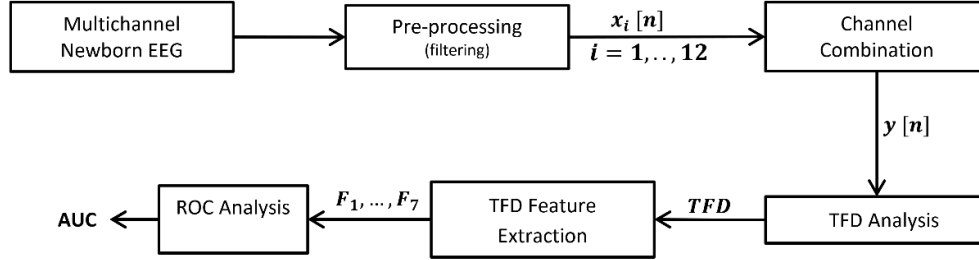 Multichannel
Newborn EEG
Pre-processing
(filtering)
x_i [n]
i = 1,..,12
Channel
Combination
y [n]
TFD Analysis
TFD
TFD Feature
Extraction
F_1, ..., F_7
ROC Analysis
AUC